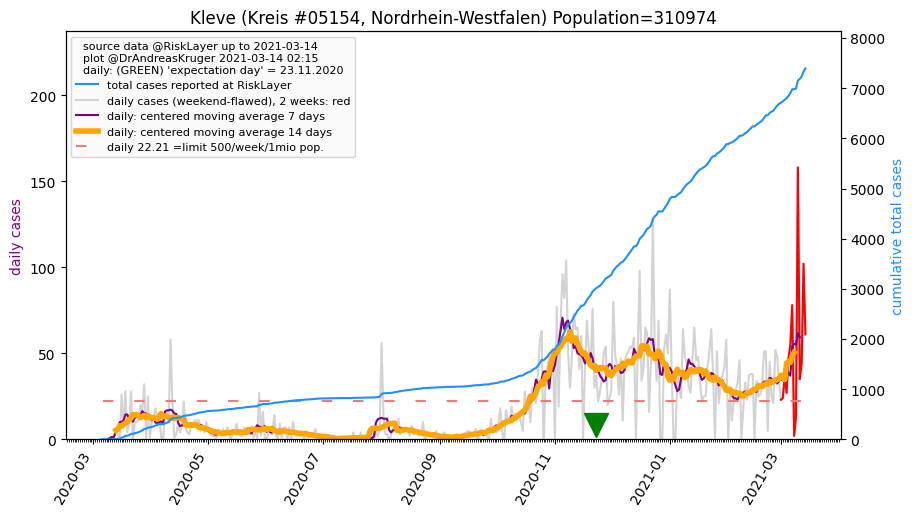 Kleve (Kreis #05154, Nordrhein-Westfalen) Population=310974
source data @RiskLayer up to 2021-03-14
plot @DrAndreasKruger 2021-03-14 02:15
daily: (GREEN) 'expectation day' = 23.11.2020
total cases reported at RiskLayer
daily cases (weekend-flawed), 2 weeks: red
daily: centered moving average 7 days
daily: centered moving average 14 days
daily 22.21 =limit 500/week/1mio pop.
daily cases
200
150
100
50
0
cumulative total cases
8000
7000
6000
5000
4000
3000
2000
1000
0
2020-03
2020-05
2020-07
2020-09
2020-11
2021-01
2021-03